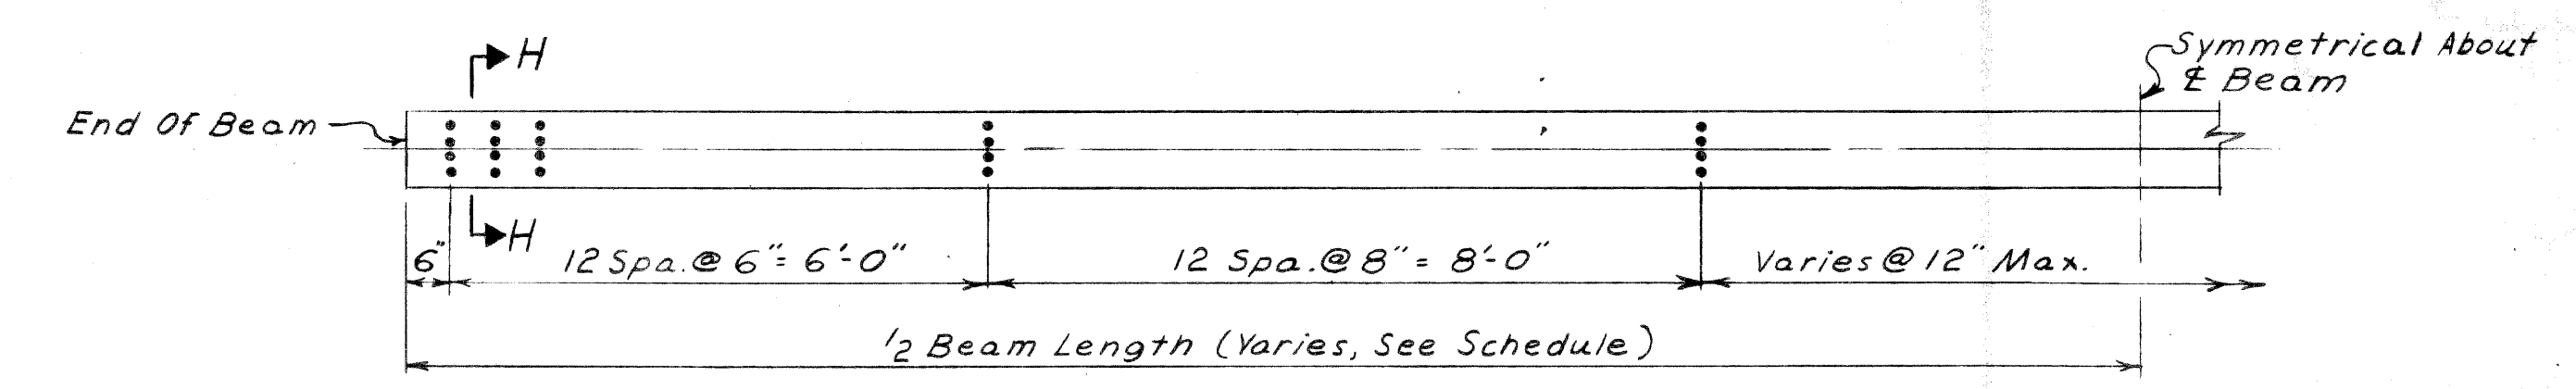 H
Symmetrical About
℄ Beam
End Of Beam
H
6"
12 Spa. @ 6" = 6'-0"
12 Spa. @ 8" = 8'-0"
Varies @ 12" Max.
1/2 Beam Length (Varies, See Schedule)